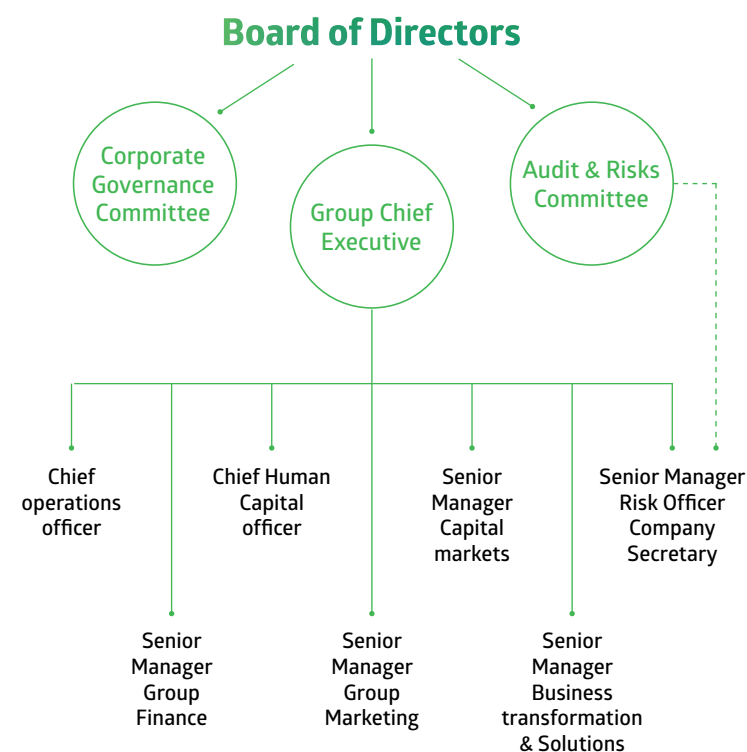 Board of Directors
Corporate
Governance
Committee
Group Chief
Executive
Audit & Risks
Committee
Chief
operations
officer
Chief Human
Capital
officer
Senior
Manager
Capital
markets
Senior Manager
Risk Officer
Company
Secretary
Senior
Manager
Group
Finance
Senior
Manager
Group
Marketing
Senior
Manager
Business
transformation
& Solutions